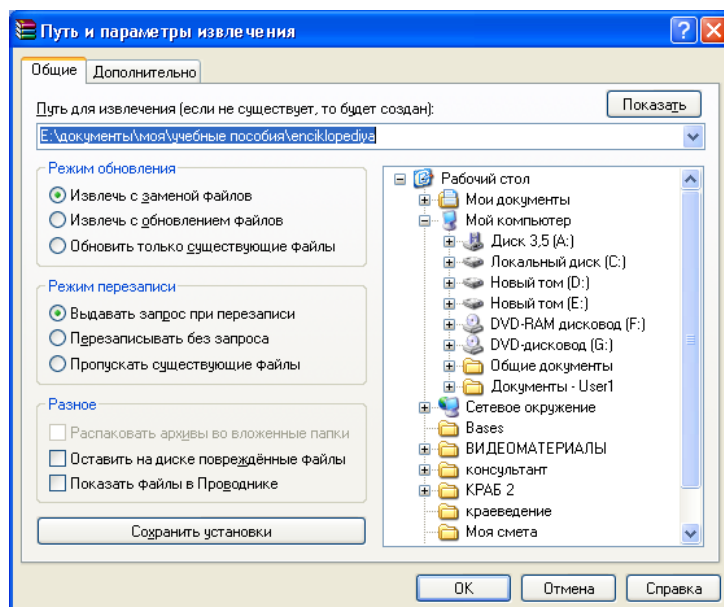 Путь и параметры извлечения
Общие
Дополнительно
Путь для извлечения (если не существует, то будет создан):
Показать
E:\документы\моя\учебные пособия\enciklopediya
Режим обновления
Извлечь с заменой файлов
Извлечь с обновлением файлов
Обновить только существующие файлы
Режим перезаписи
Выдавать запрос при перезаписи
Перезаписывать без запроса
Пропускать существующие файлы
Разное
Распаковать архивы во вложенные папки
Оставить на диске повреждённые файлы
Показать файлы в Проводнике
Сохранить установки
Рабочий стол
Мои документы
Мой компьютер
Диск 3,5 (A:)
Локальный диск (C:)
Новый том (D:)
Новый том (E:)
DVD-RAM дисковод (F:)
DVD-дисковод (G:)
Общие документы
Документы - User1
Сетевое окружение
Bases
ВИДЕОМАТЕРИАЛЫ
консультант
КРАБ 2
краеведение
Моя смета
OK
Отмена
Справка